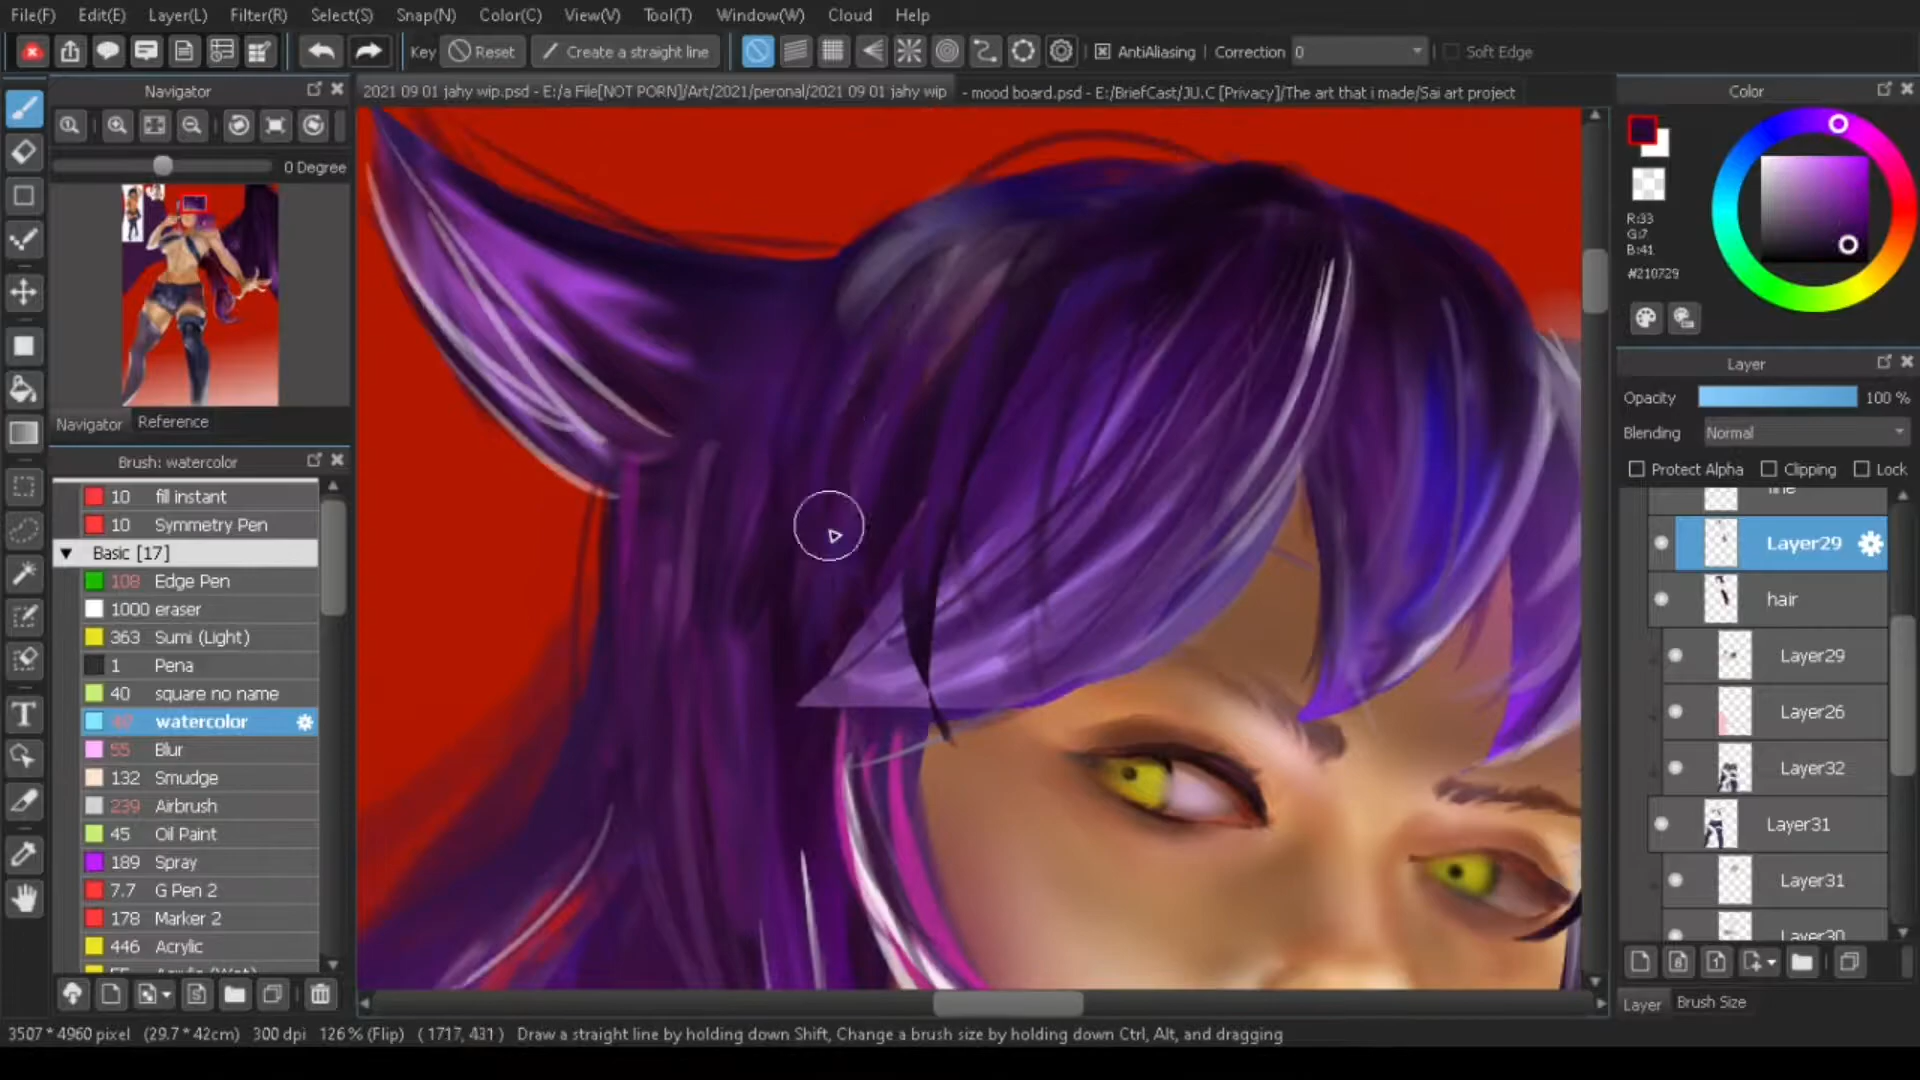 File(F) Edit(E) Layer(L) Filter(R) Select(S) Snap(N) Color(C) View(V) Tool(T) Window(W) Cloud Help
Key Reset Create a straight line AntiAliasing Correction 0 Soft Edge
Navigator
2021 09 01 jahy wip.psd - E:/a File[NOT PORN]/Art/2021/peronal/2021 09 01 jahy wip
- mood board.psd - E:/BriefCast/JU.C [Privacy]/The art that i made/Sai art project
Color
0 Degree
R:33
G:7
B:41
#210729
Navigator Reference
Brush: watercolor
10 fill instant
10 Symmetry Pen
Basic [17]
108 Edge Pen
1000 eraser
363 Sumi (Light)
1 Pena
40 square no name
watercolor
55 Blur
132 Smudge
239 Airbrush
45 Oil Paint
189 Spray
7.7 G Pen 2
178 Marker 2
446 Acrylic
Layer
Opacity 100 %
Blending Normal
Protect Alpha Clipping Lock
line
Layer29
hair
Layer29
Layer26
Layer32
Layer31
Layer31
Layer30
Layer Brush Size
3507 * 4960 pixel (29.7 * 42cm) 300 dpi 126 % (Flip) ( 1717, 431 ) Draw a straight line by holding down Shift, Change a brush size by holding down Ctrl, Alt, and dragging